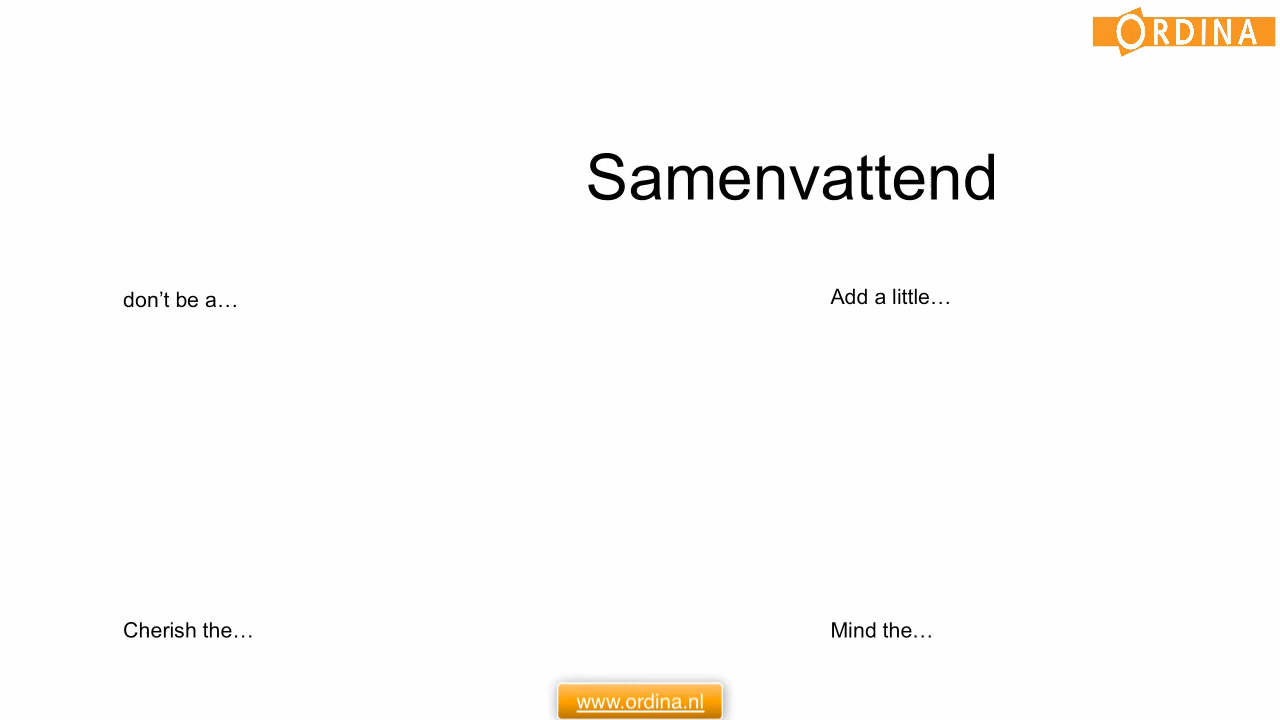 ORDINA
Samenvattend
don’t be a…
Add a little…
Cherish the…
Mind the…
www.ordina.nl